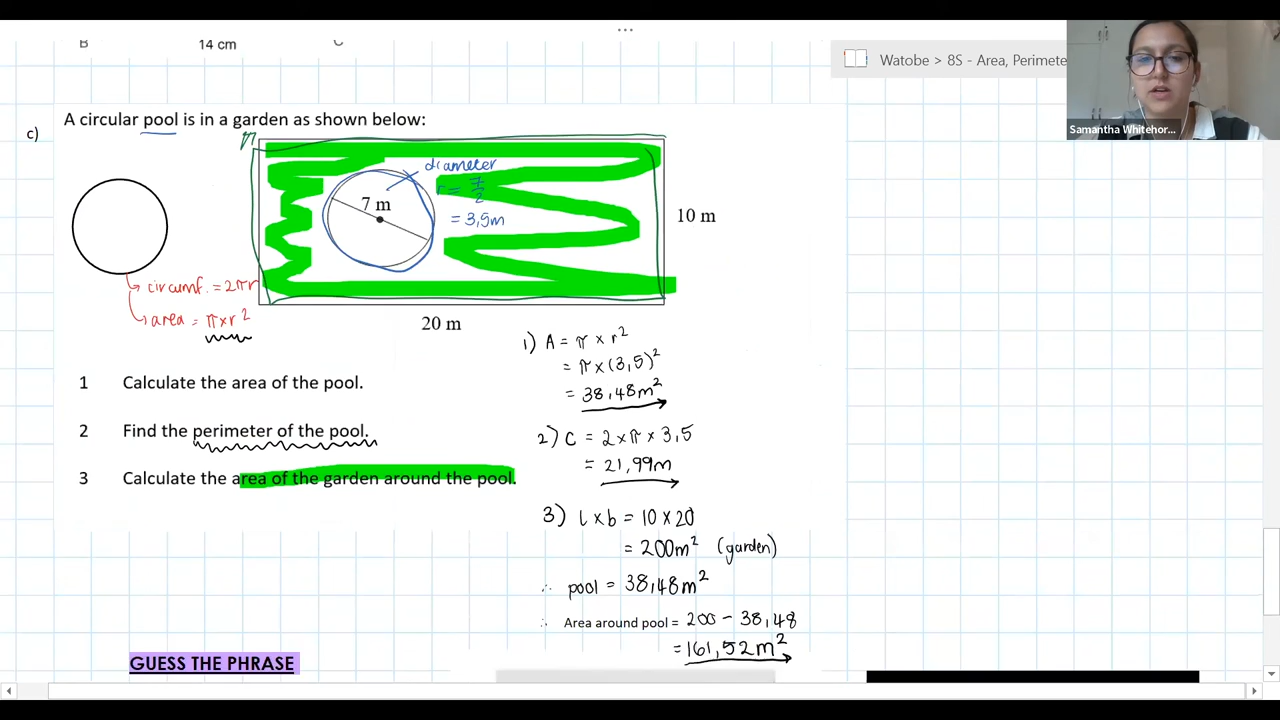 B 14 cm C
Watobe > 8S - Area, Perimete
Samantha Whitehor...
c) A circular pool is in a garden as shown below:
diameter
r = 7/2
7 m
= 3,5m
10 m
circumf. = 2πr
area = π×r²
20 m
1) A = π × r²
= π × (3,5)²
= 38,48m²
1 Calculate the area of the pool.
2 Find the perimeter of the pool.
2) C = 2 × π × 3,5
= 21,99m
3 Calculate the area of the garden around the pool.
3) l × b = 10 × 20
= 200m² (garden)
∴ pool = 38,48m²
∴ Area around pool = 200 - 38,48
= 161,52m²
GUESS THE PHRASE